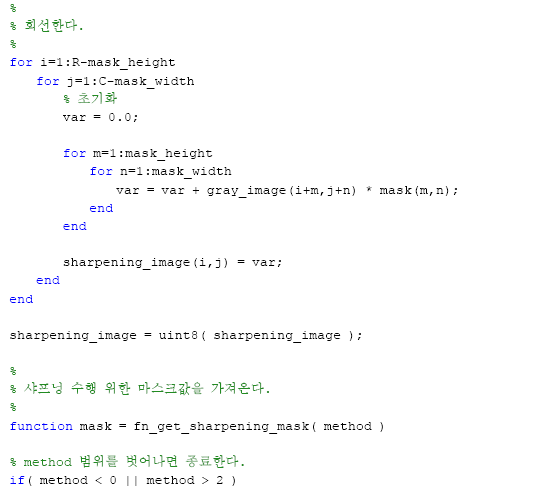 %
% 회선한다.
%
for i=1:R-mask_height
for j=1:C-mask_width
% 초기화
var = 0.0;
for m=1:mask_height
for n=1:mask_width
var = var + gray_image(i+m,j+n) * mask(m,n);
end
end
sharpening_image(i,j) = var;
end
end
sharpening_image = uint8( sharpening_image );
%
% 샤프닝 수행 위한 마스크값을 가져온다.
%
function mask = fn_get_sharpening_mask( method )
% method 범위를 벗어나면 종료한다.
if( method < 0 || method > 2 )